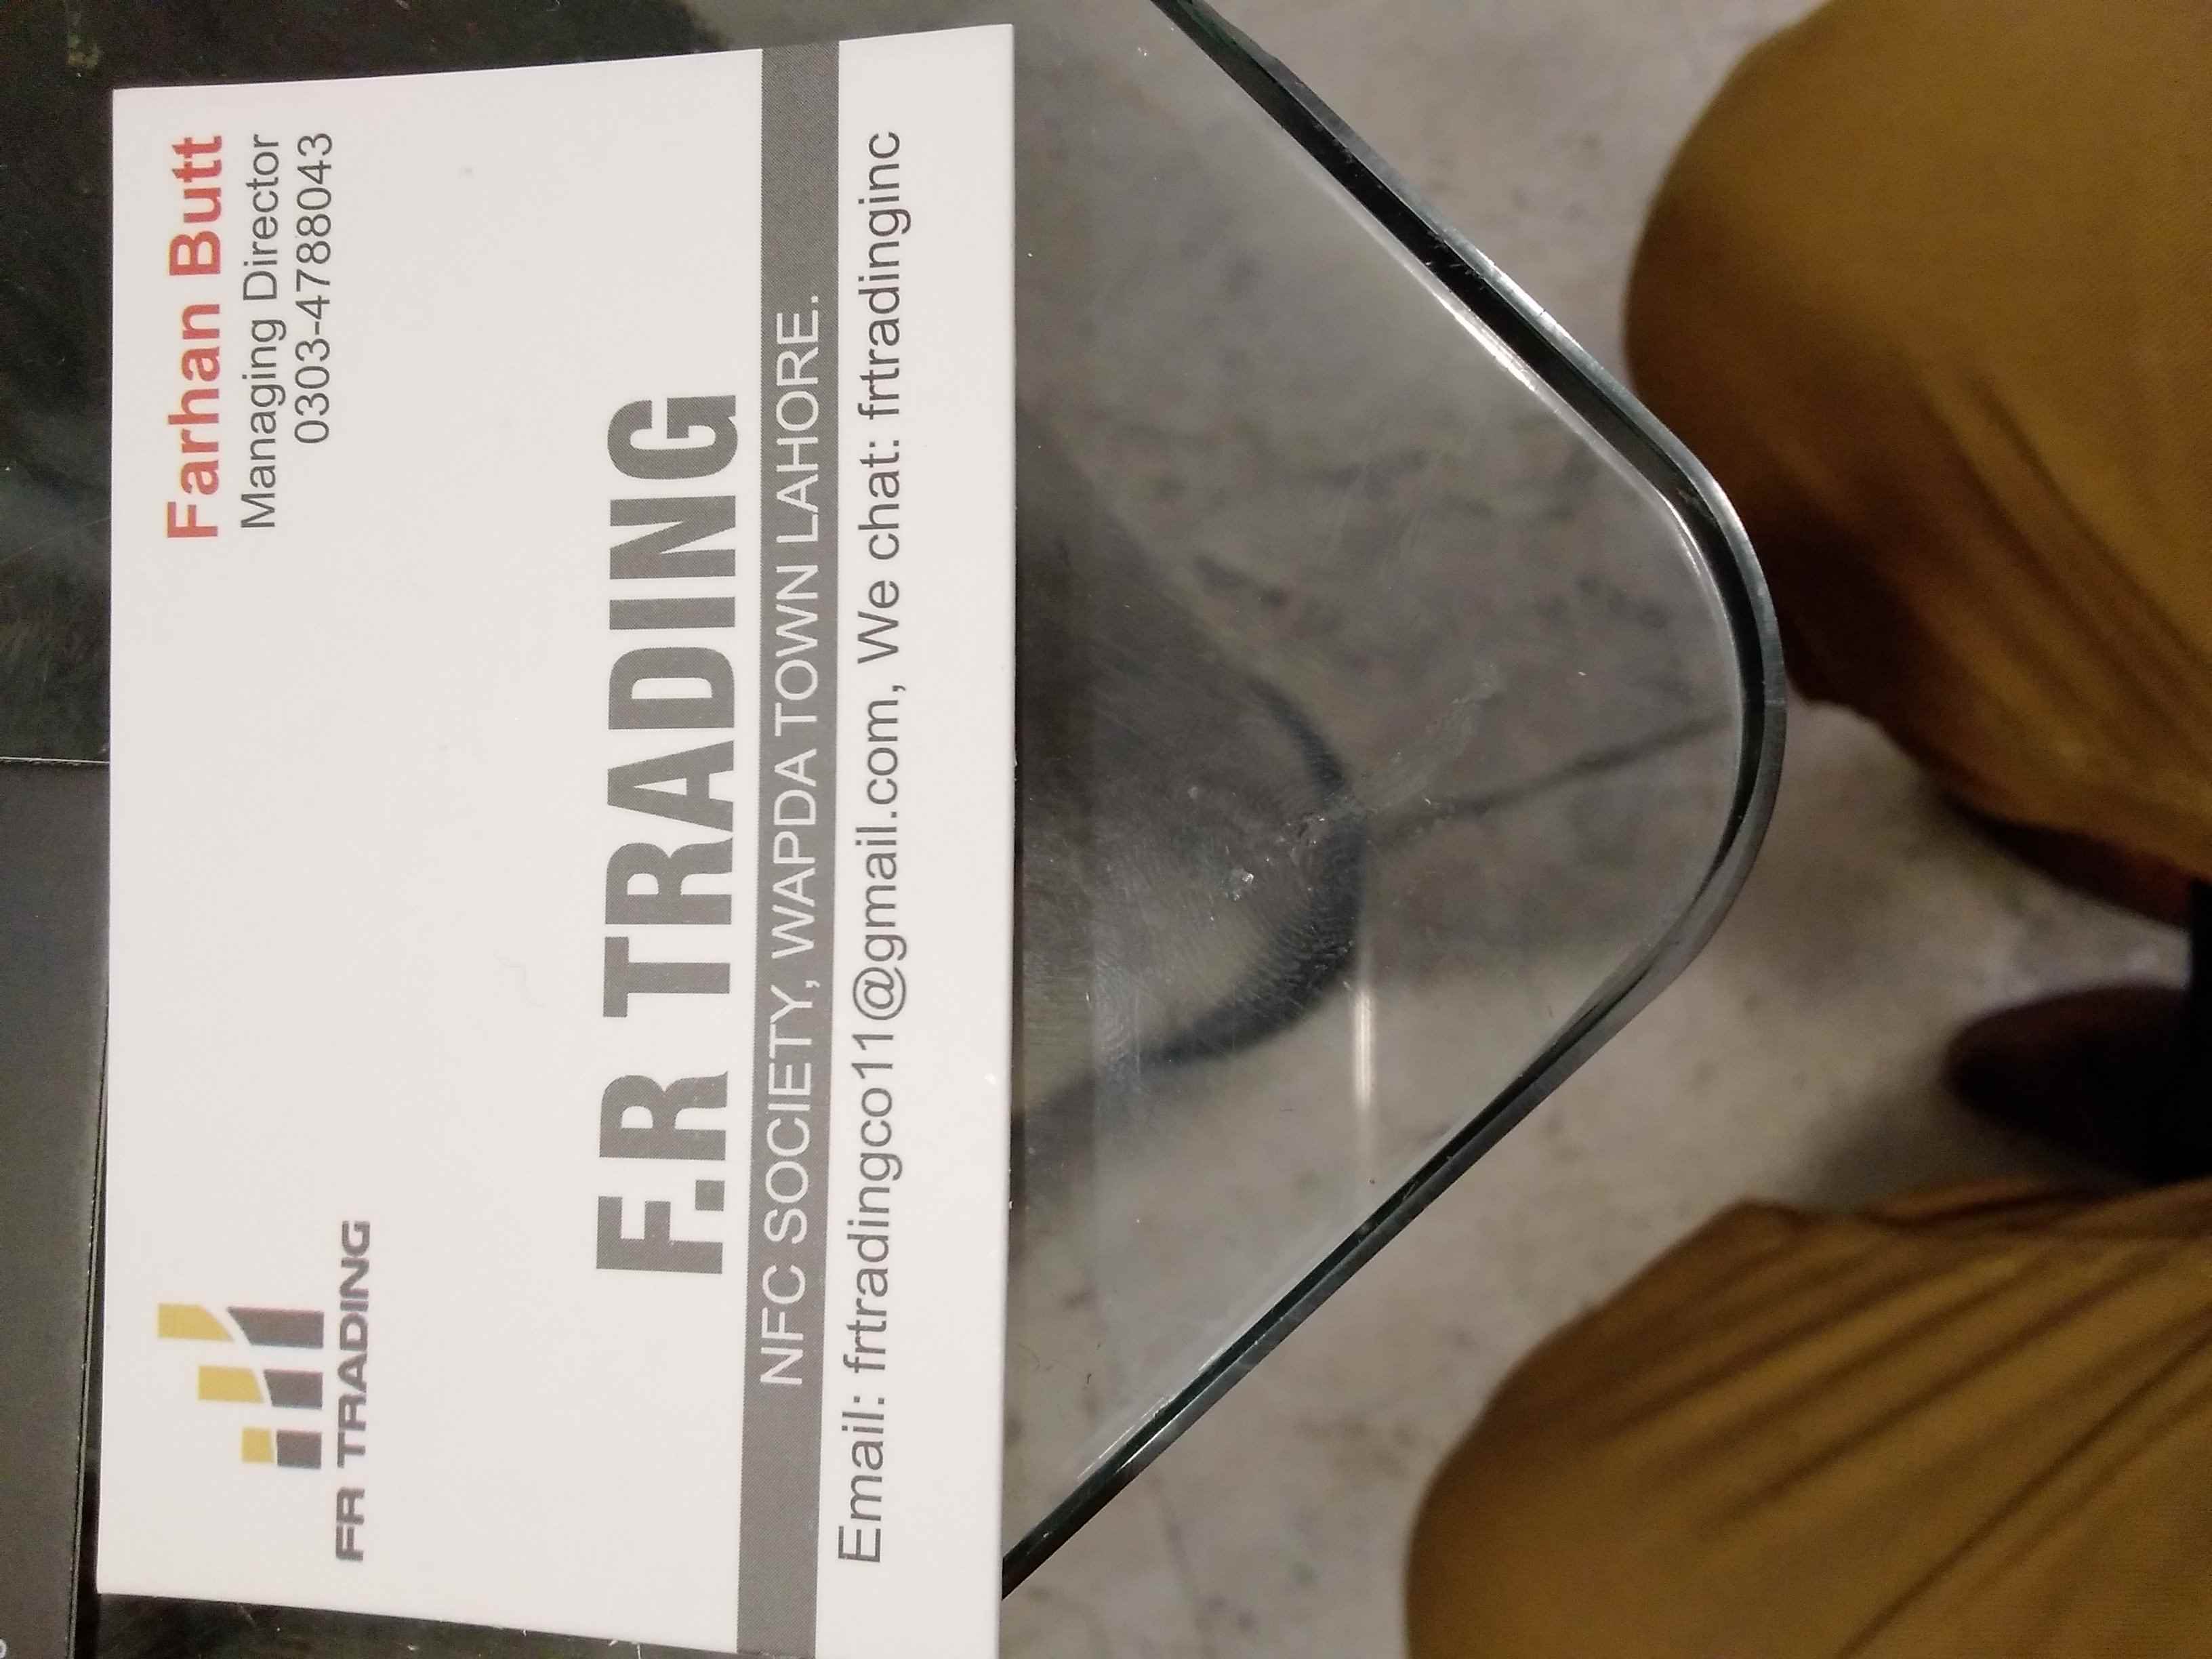 FR TRADING
Farhan Butt
Managing Director
0303-4788043
F.R TRADING
NFC SOCIETY, WAPDA TOWN LAHORE.
Email: frtradingco11@gmail.com, We chat: frtradinginc